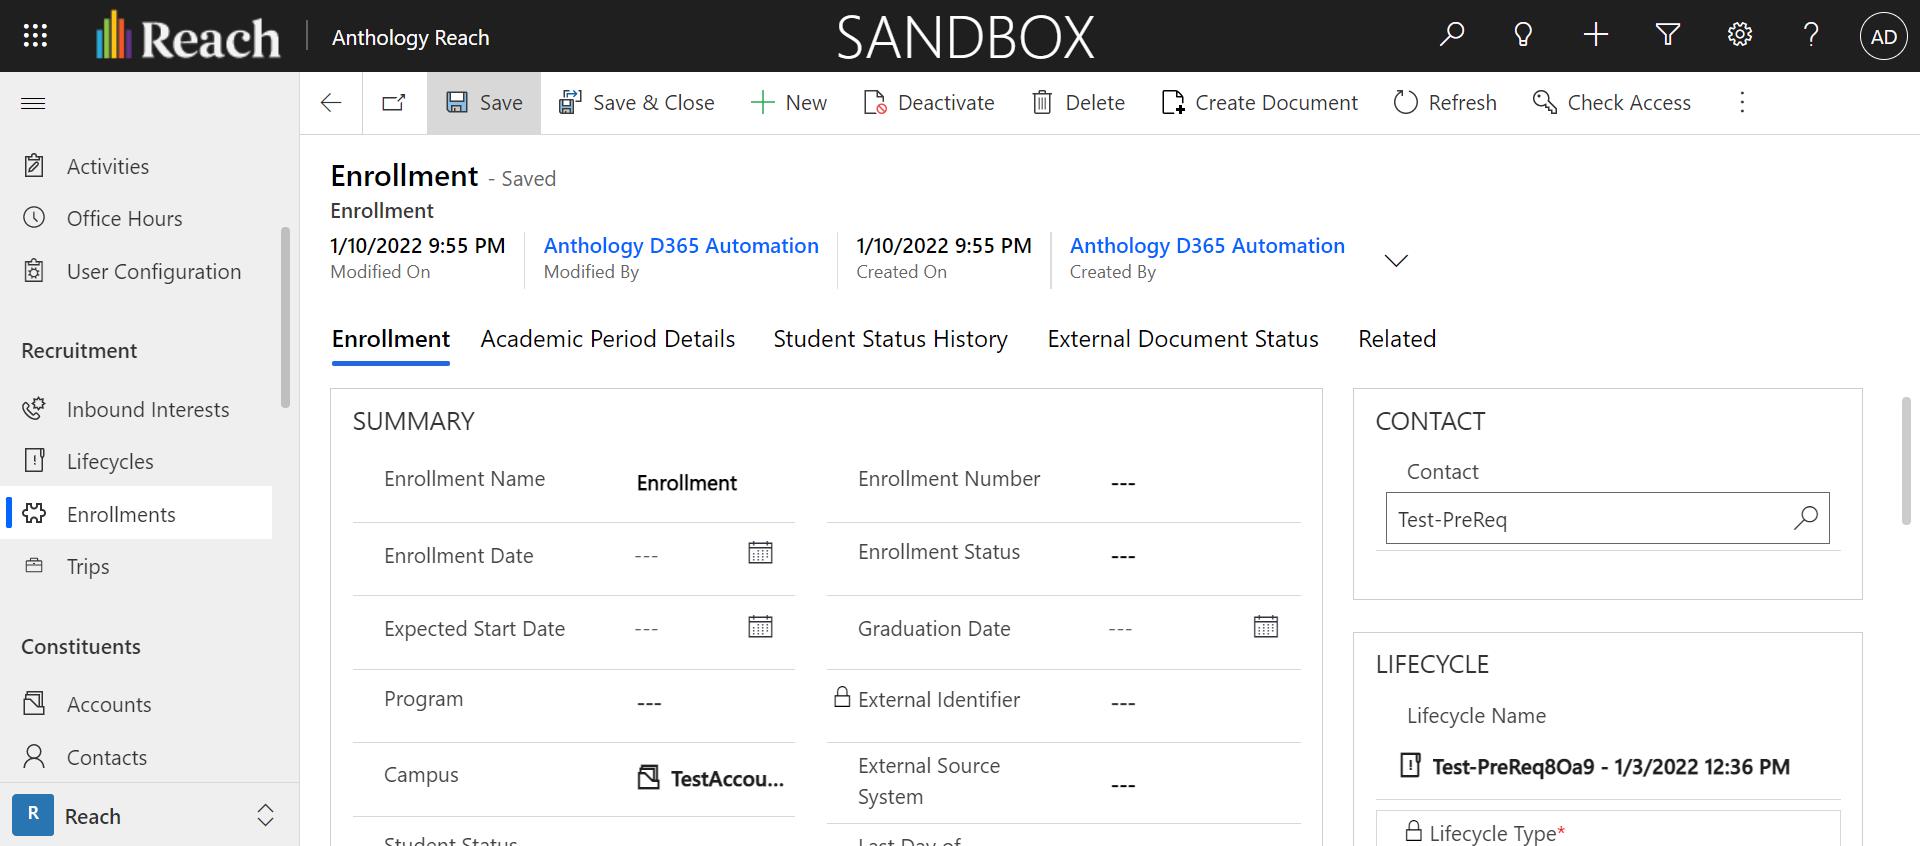 Reach
Anthology Reach
SANDBOX
AD
Save
Save & Close
New
Deactivate
Delete
Create Document
Refresh
Check Access
Activities
Office Hours
User Configuration
Recruitment
Inbound Interests
Lifecycles
Enrollments
Trips
Constituents
Accounts
Contacts
R Reach
Enrollment - Saved
Enrollment
1/10/2022 9:55 PM
Modified On
Anthology D365 Automation
Modified By
1/10/2022 9:55 PM
Created On
Anthology D365 Automation
Created By
Enrollment
Academic Period Details
Student Status History
External Document Status
Related
SUMMARY
Enrollment Name Enrollment
Enrollment Date ---
Expected Start Date ---
Program ---
Campus TestAccou...
Student Status
Enrollment Number ---
Enrollment Status ---
Graduation Date ---
External Identifier ---
External Source
System ---
Last Day of
CONTACT
Contact
Test-PreReq
LIFECYCLE
Lifecycle Name
Test-PreReq8Oa9 - 1/3/2022 12:36 PM
Lifecycle Type*